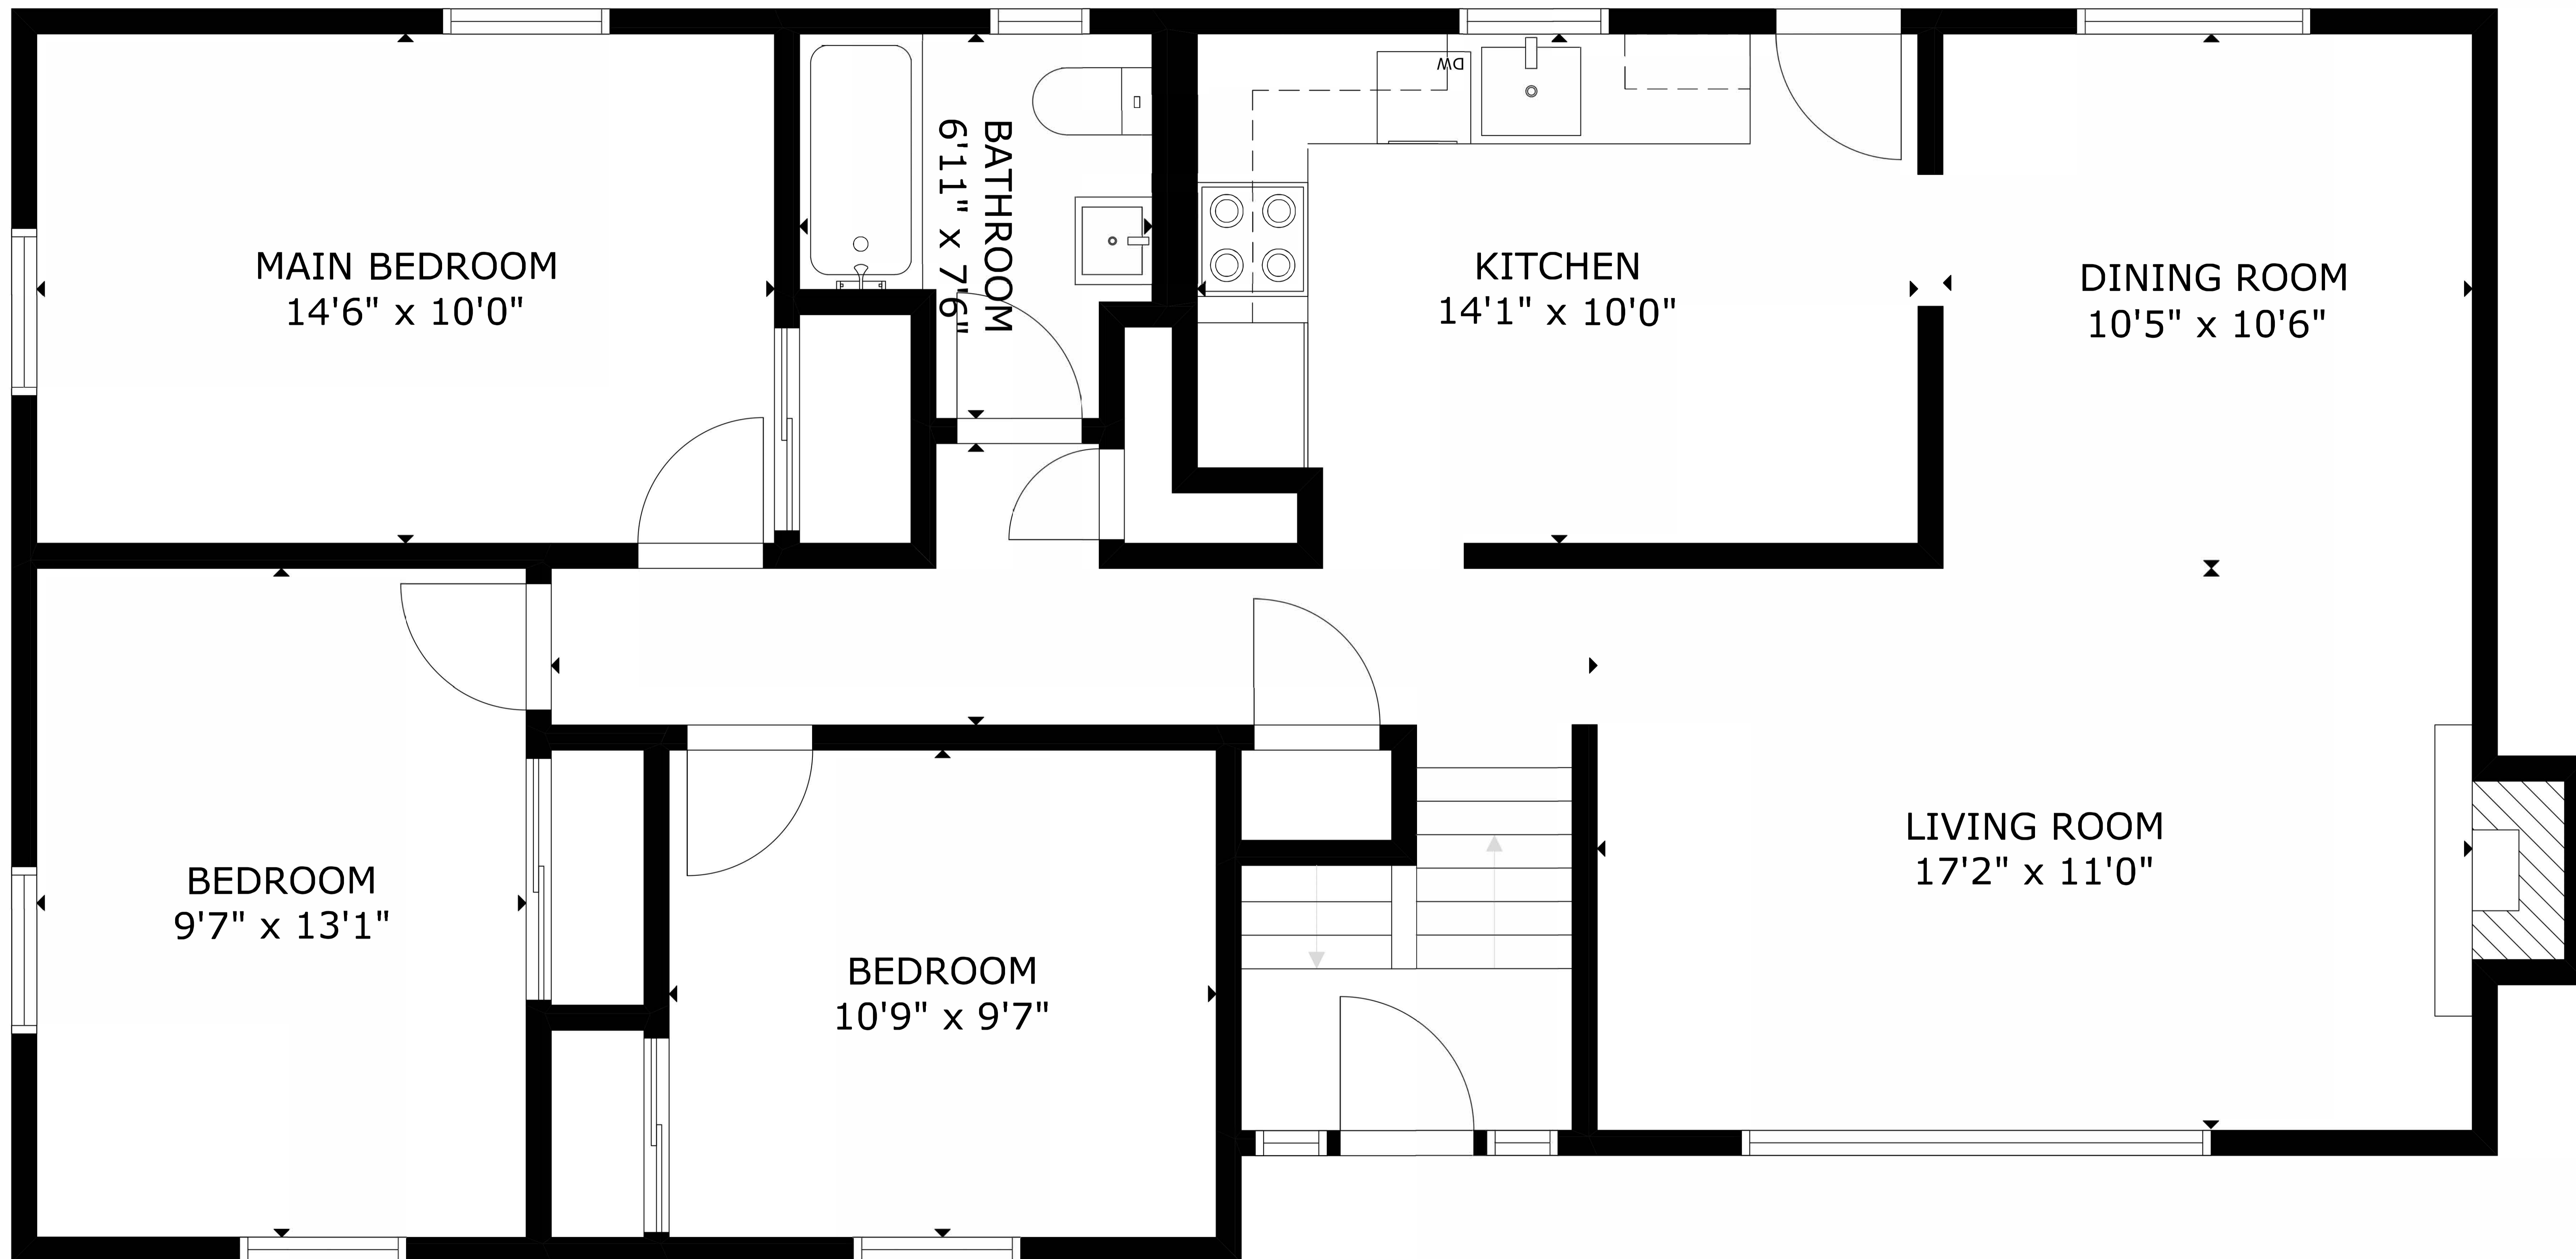 MAIN BEDROOM
14'6" x 10'0"
BATHROOM
6'11" x 7'6"
DW
KITCHEN
14'1" x 10'0"
DINING ROOM
10'5" x 10'6"
BEDROOM
9'7" x 13'1"
BEDROOM
10'9" x 9'7"
LIVING ROOM
17'2" x 11'0"